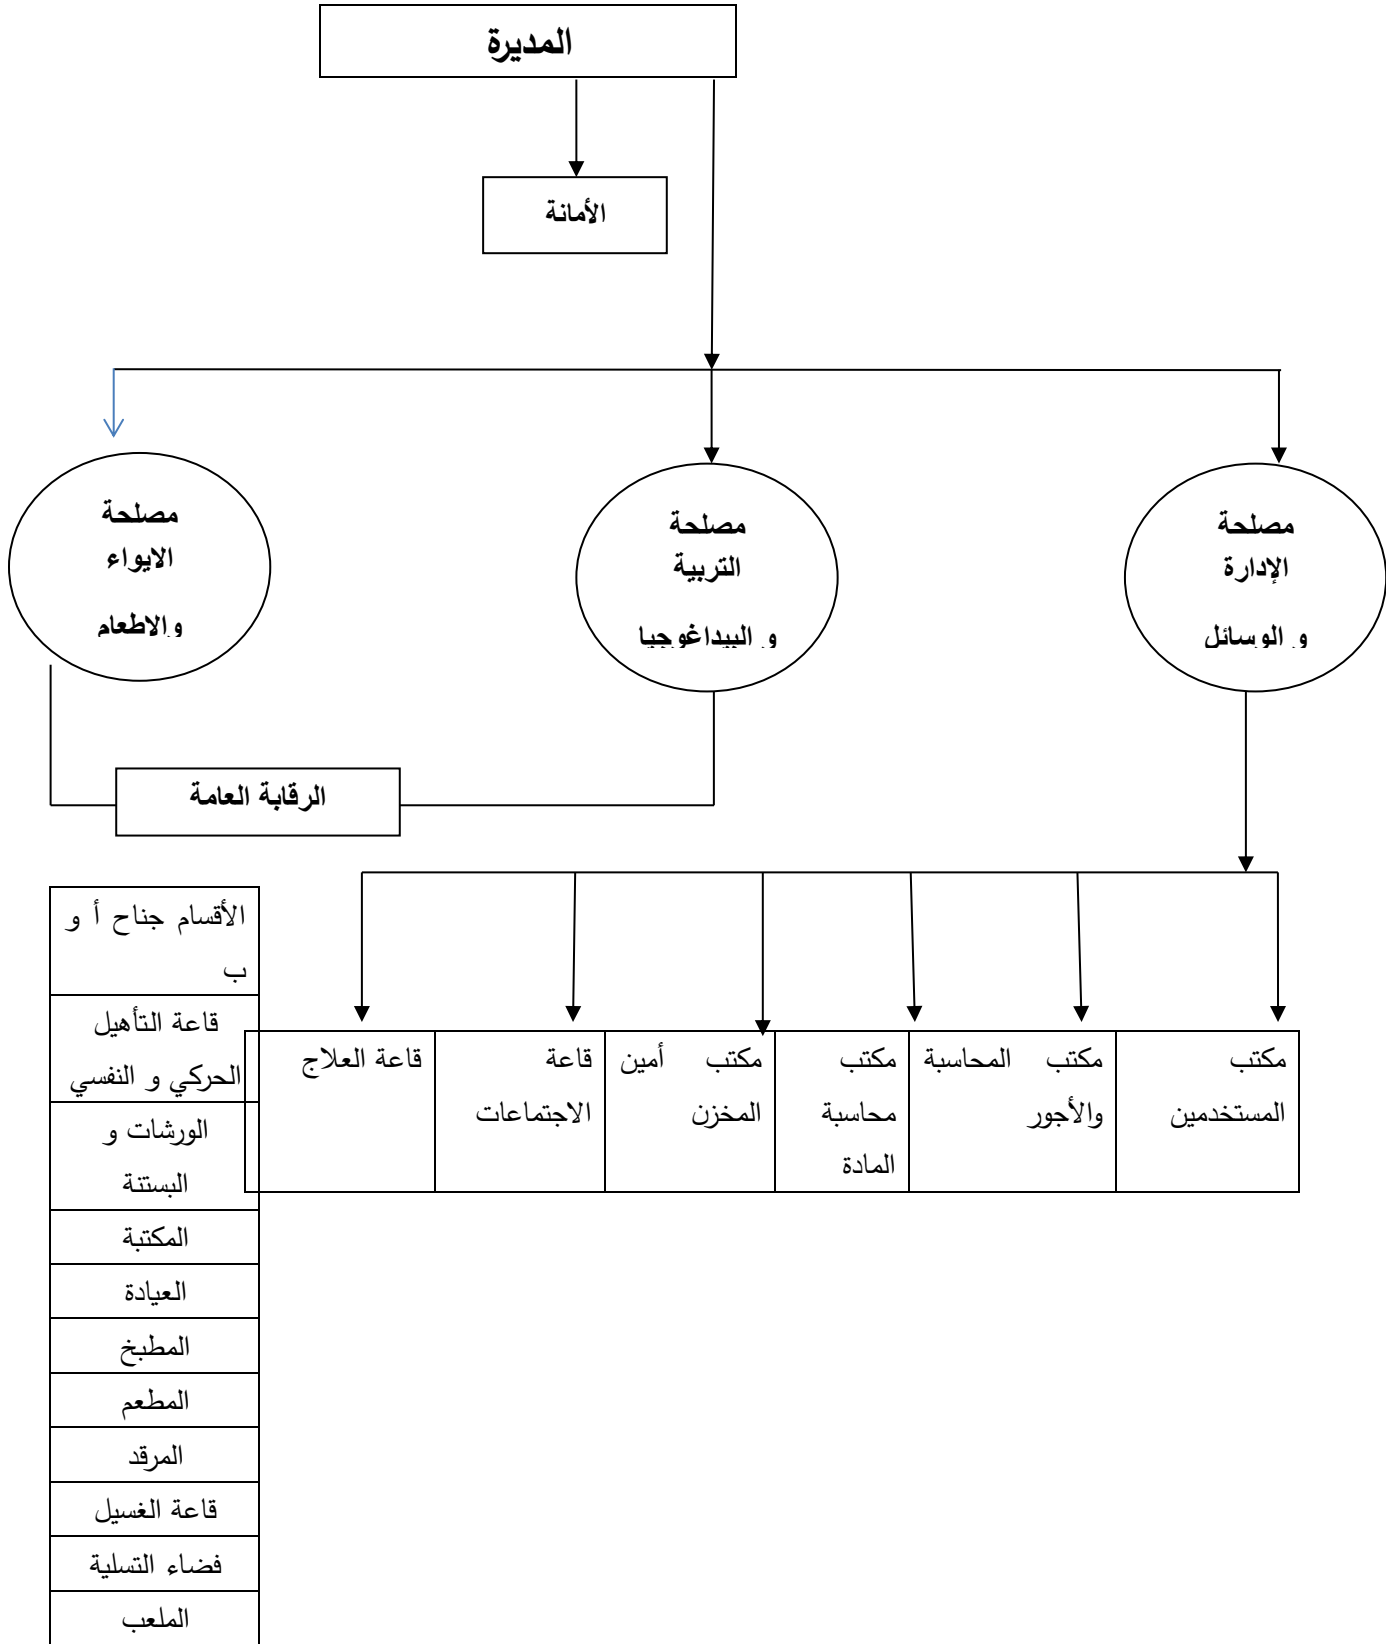 المديرة
الأمانة
مصلحة
الإدارة
و الوسائل
مصلحة
التربية
و البيداغوجيا
مصلحة
الايواء
والاطعام
الرقابة العامة
مكتب
المستخدمين
مكتب المحاسبة
والأجور
مكتب
محاسبة
المادة
مكتب أمين
المخزن
قاعة
الاجتماعات
قاعة العلاج
الأقسام جناح أ و
ب
قاعة التأهيل
الحركي و النفسي
الورشات و
البستنة
المكتبة
العيادة
المطبخ
المطعم
المرقد
قاعة الغسيل
فضاء التسلية
الملعب